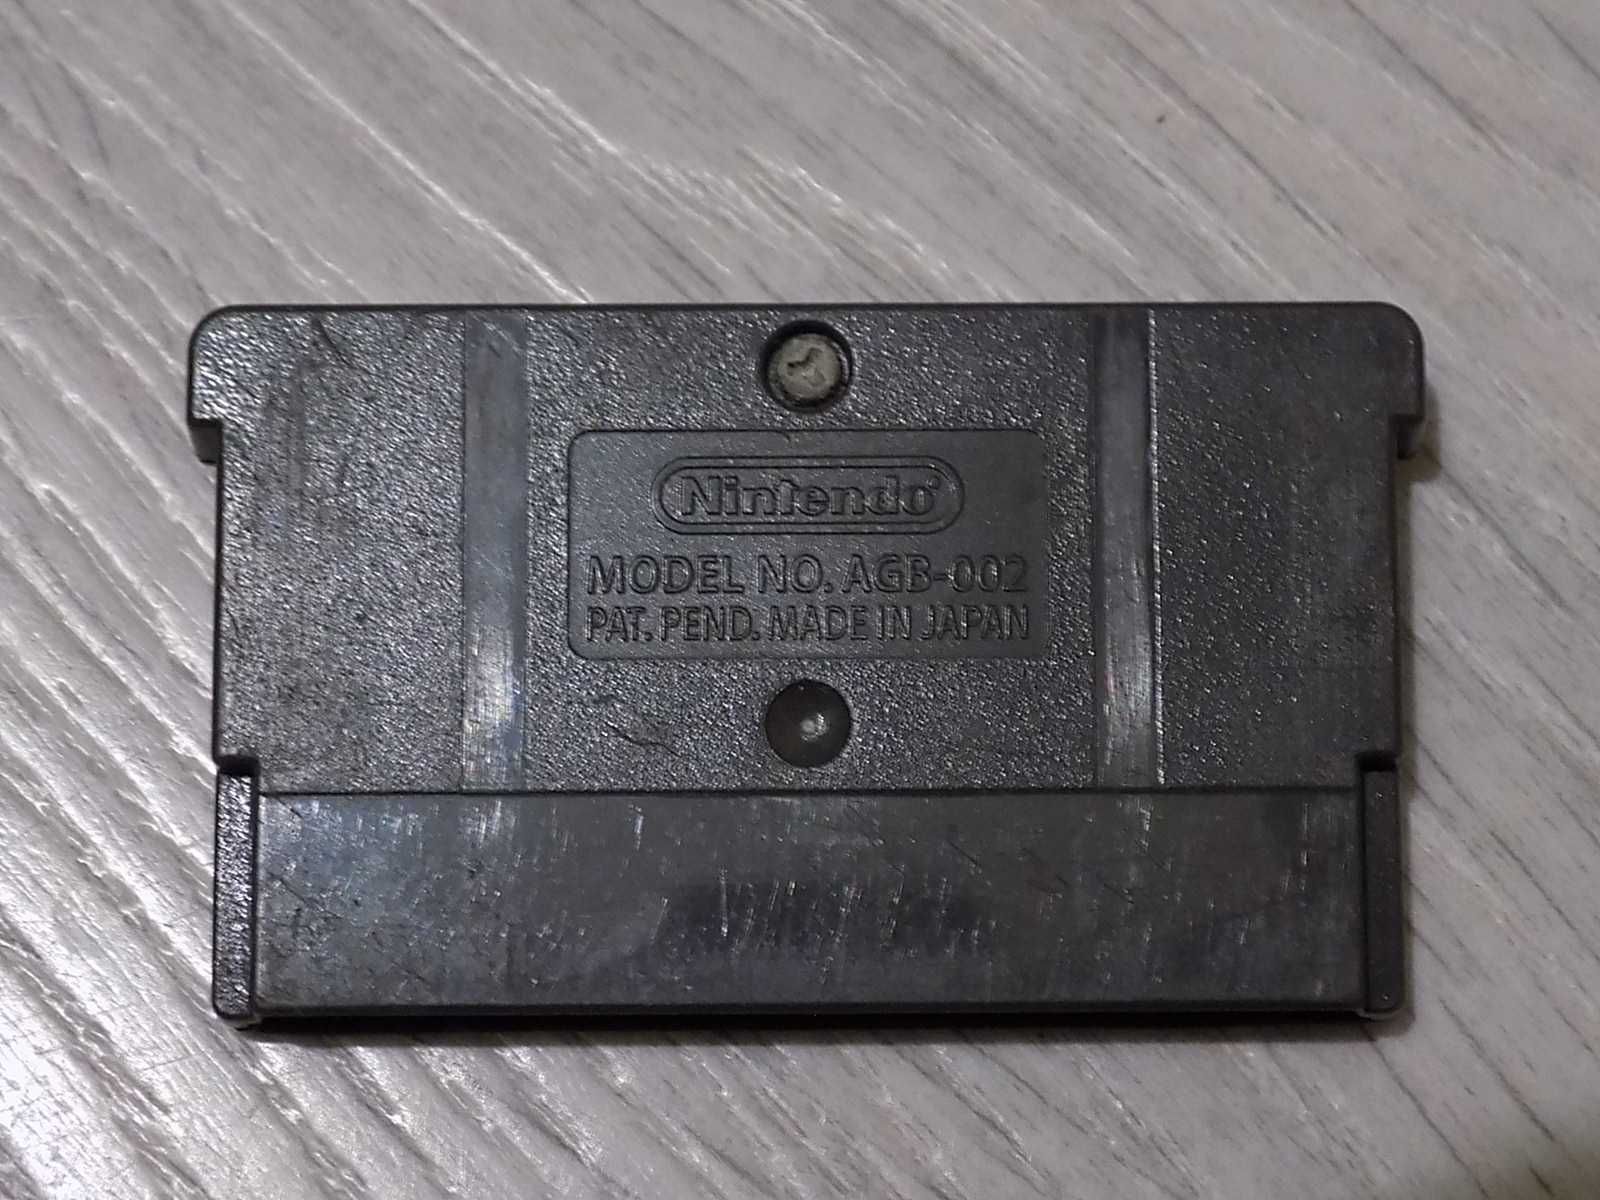 Nintendo®
MODEL NO. AGB-002
PAT. PEND. MADE IN JAPAN